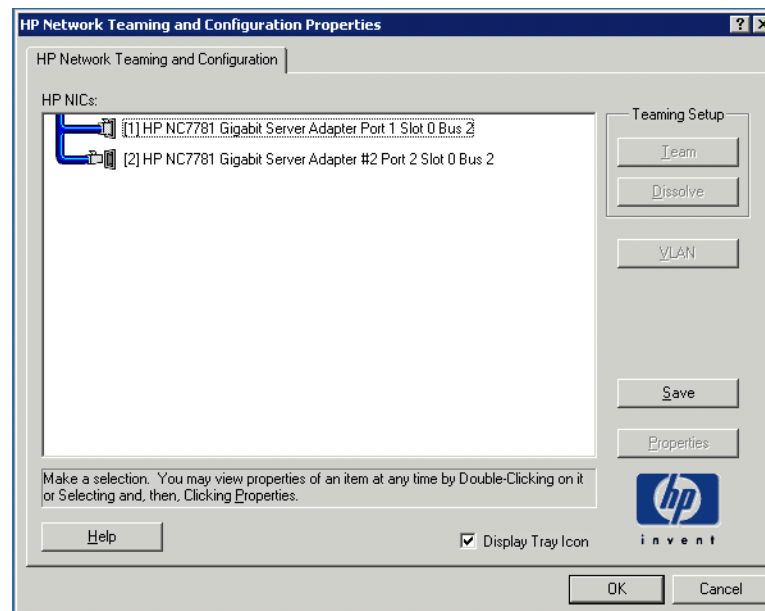 HP Network Teaming and Configuration Properties
HP Network Teaming and Configuration
HP NICs:
[1] HP NC7781 Gigabit Server Adapter Port 1 Slot 0 Bus 2
[2] HP NC7781 Gigabit Server Adapter #2 Port 2 Slot 0 Bus 2
Teaming Setup
Team
Dissolve
VLAN
Save
Properties
Make a selection. You may view properties of an item at any time by Double-Clicking on it
or Selecting and, then, Clicking Properties.
hp
invent
Help
Display Tray Icon
OK
Cancel